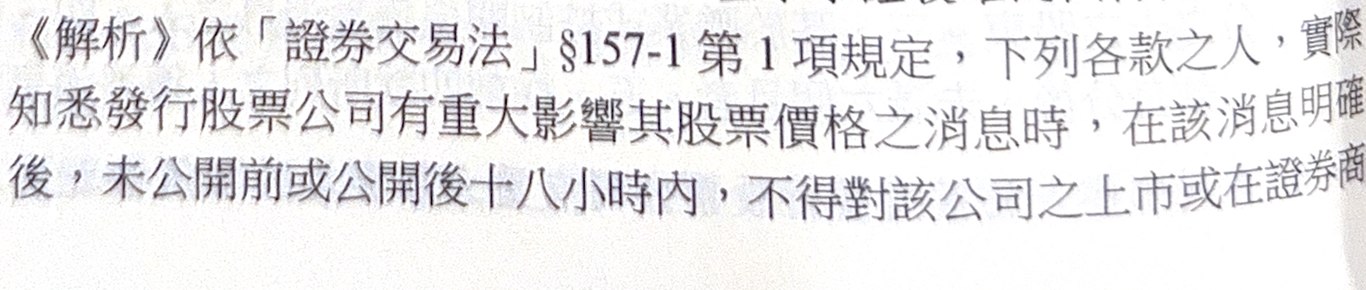 《解析》依「證券交易法」§157-1 第 1 項規定，下列各款之人，實際
知悉發行股票公司有重大影響其股票價格之消息時，在該消息明確
後，未公開前或公開後十八小時內，不得對該公司之上市或在證券商